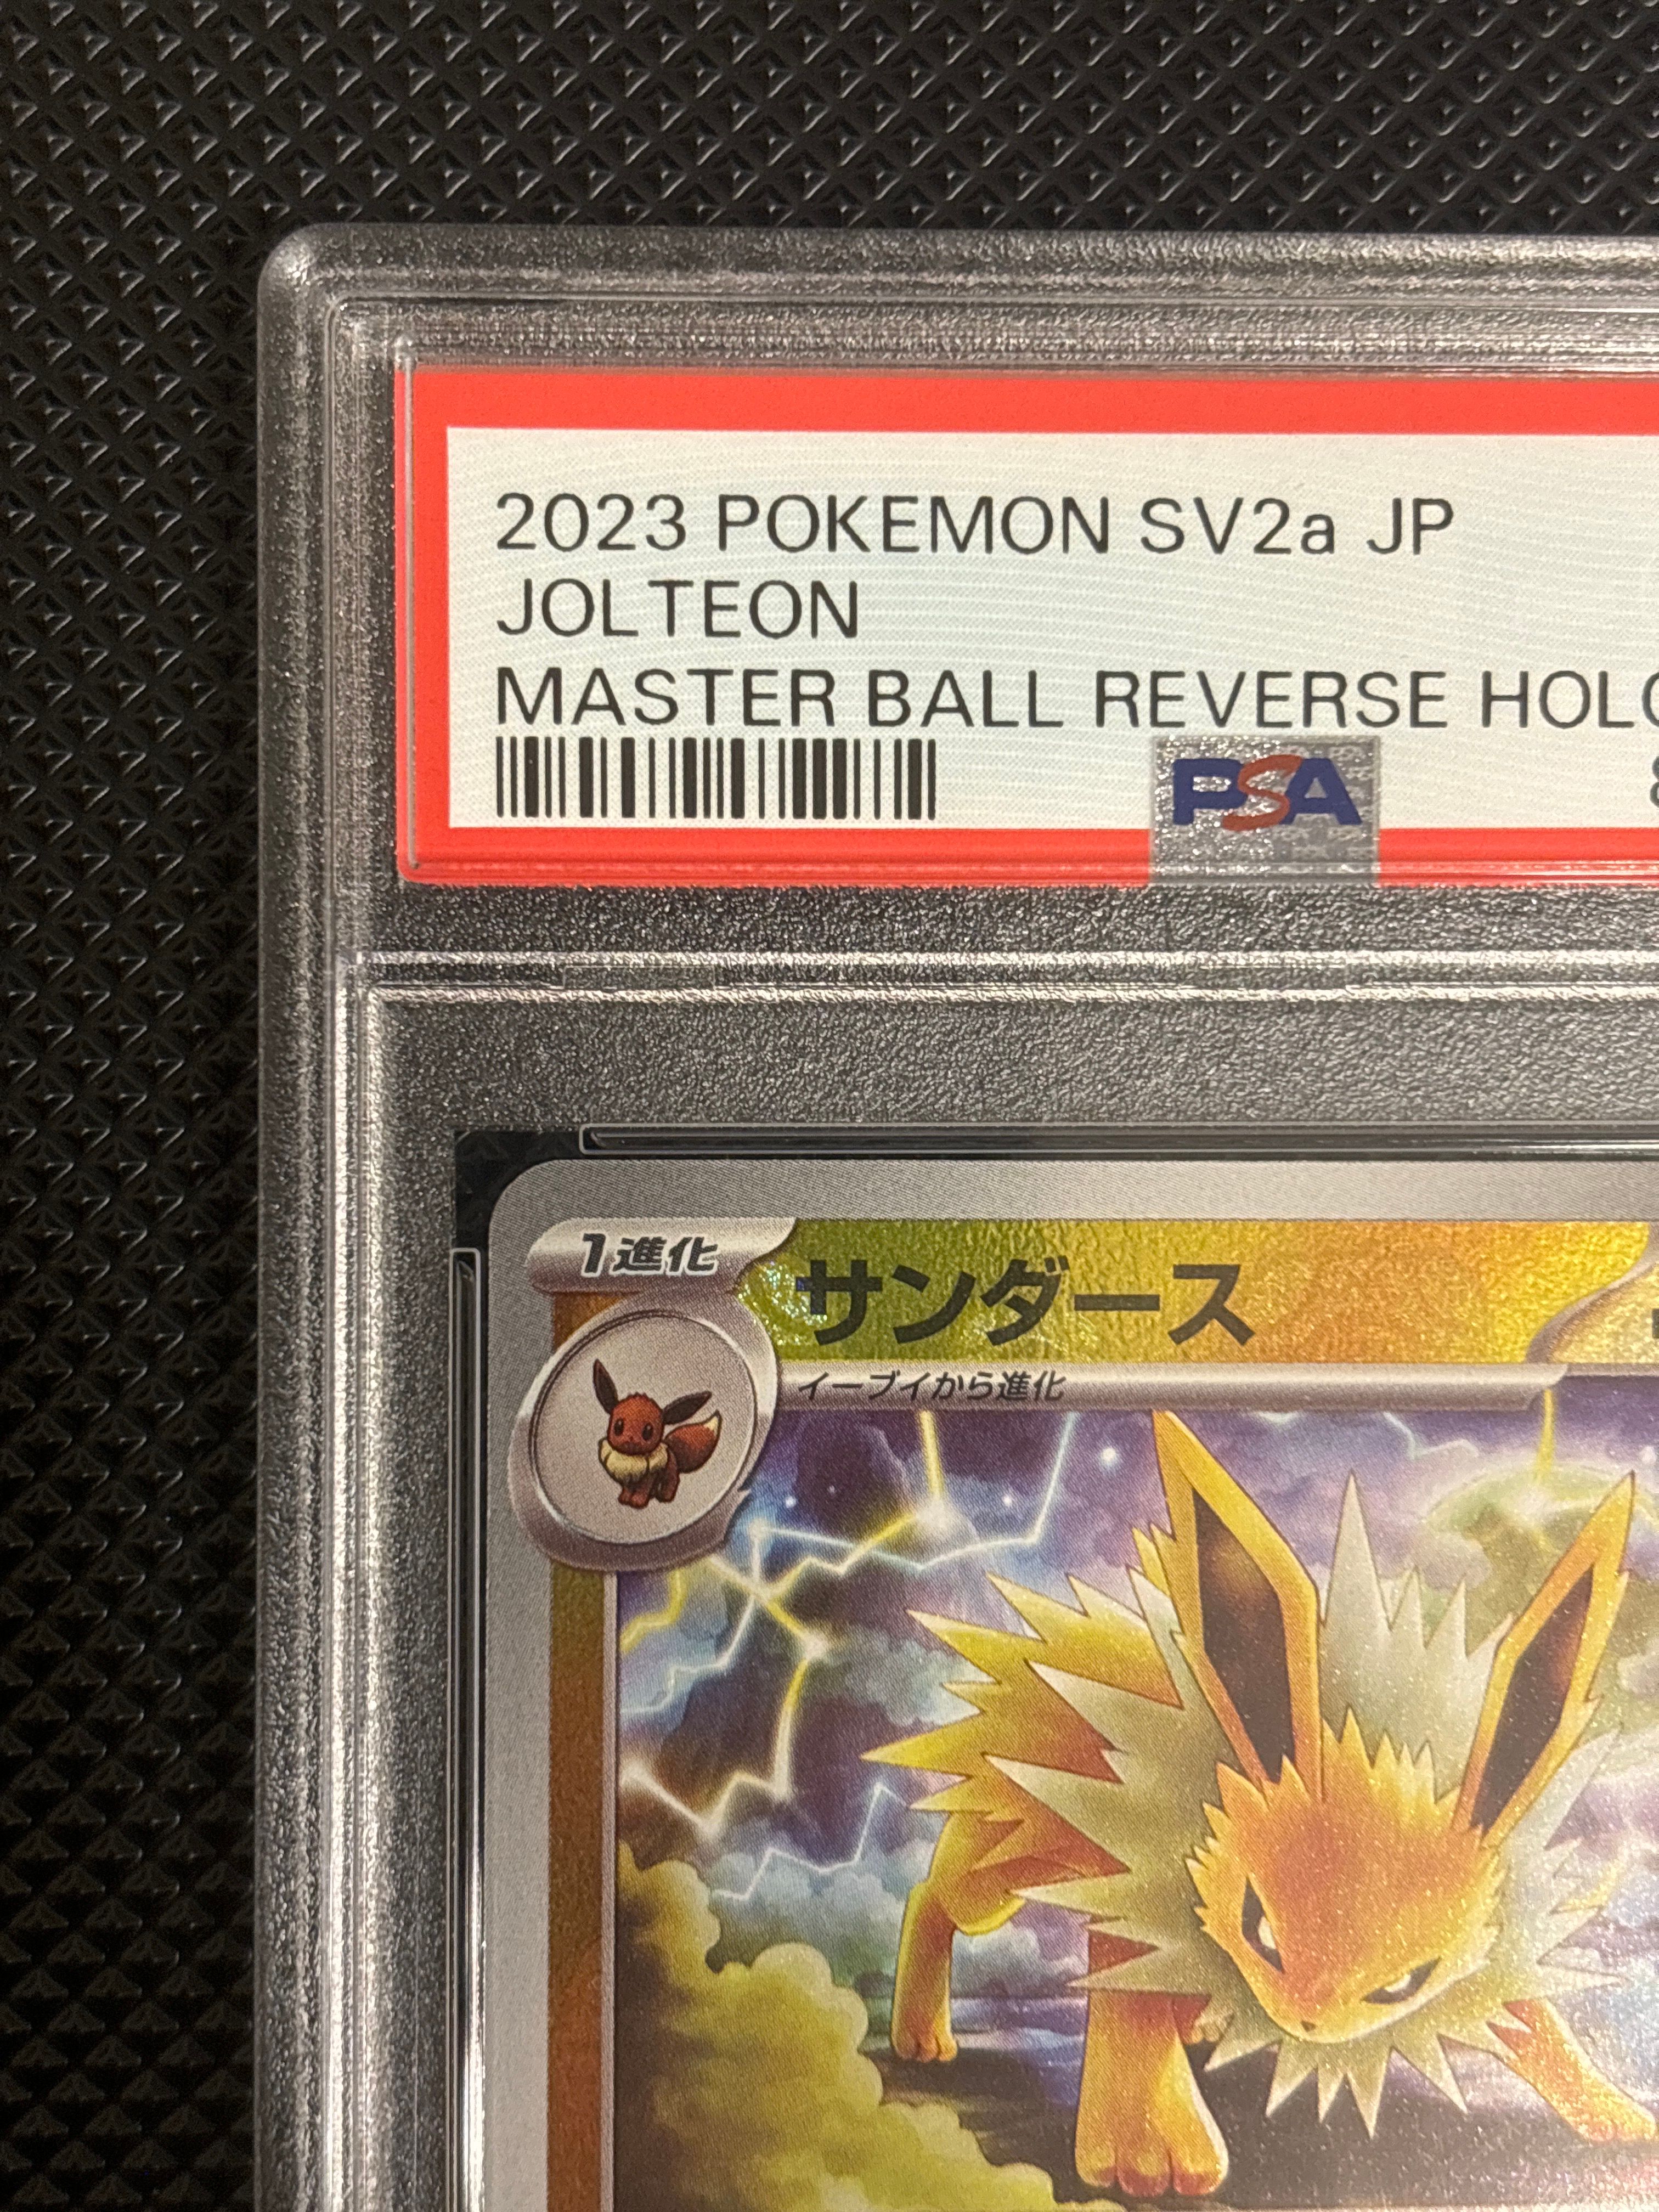 2023 POKEMON SV2a JP
JOLTEON
MASTER BALL REVERSE HOLO
PSA
1進化
サンダース
イーブイから進化